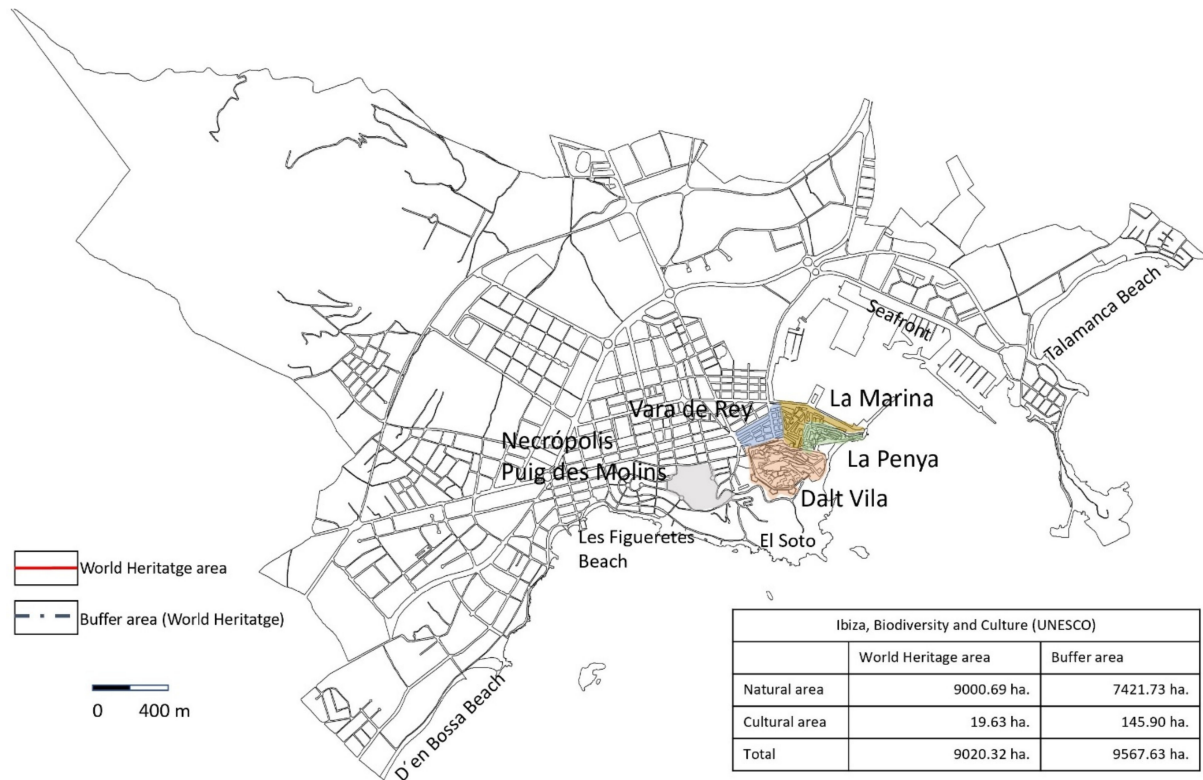 Seafront
Talamanca Beach
Vara de Rey
La Marina
Necrópolis
Puig des Molins
La Penya
Dalt Vila
Les Figueretes
Beach
El Soto
D´en Bossa Beach
World Heritatge area
Buffer area (World Heritatge)
0 400 m
Ibiza, Biodiversity and Culture (UNESCO)
World Heritage area Buffer area
Natural area 9000.69 ha. 7421.73 ha.
Cultural area 19.63 ha. 145.90 ha.
Total 9020.32 ha. 9567.63 ha.